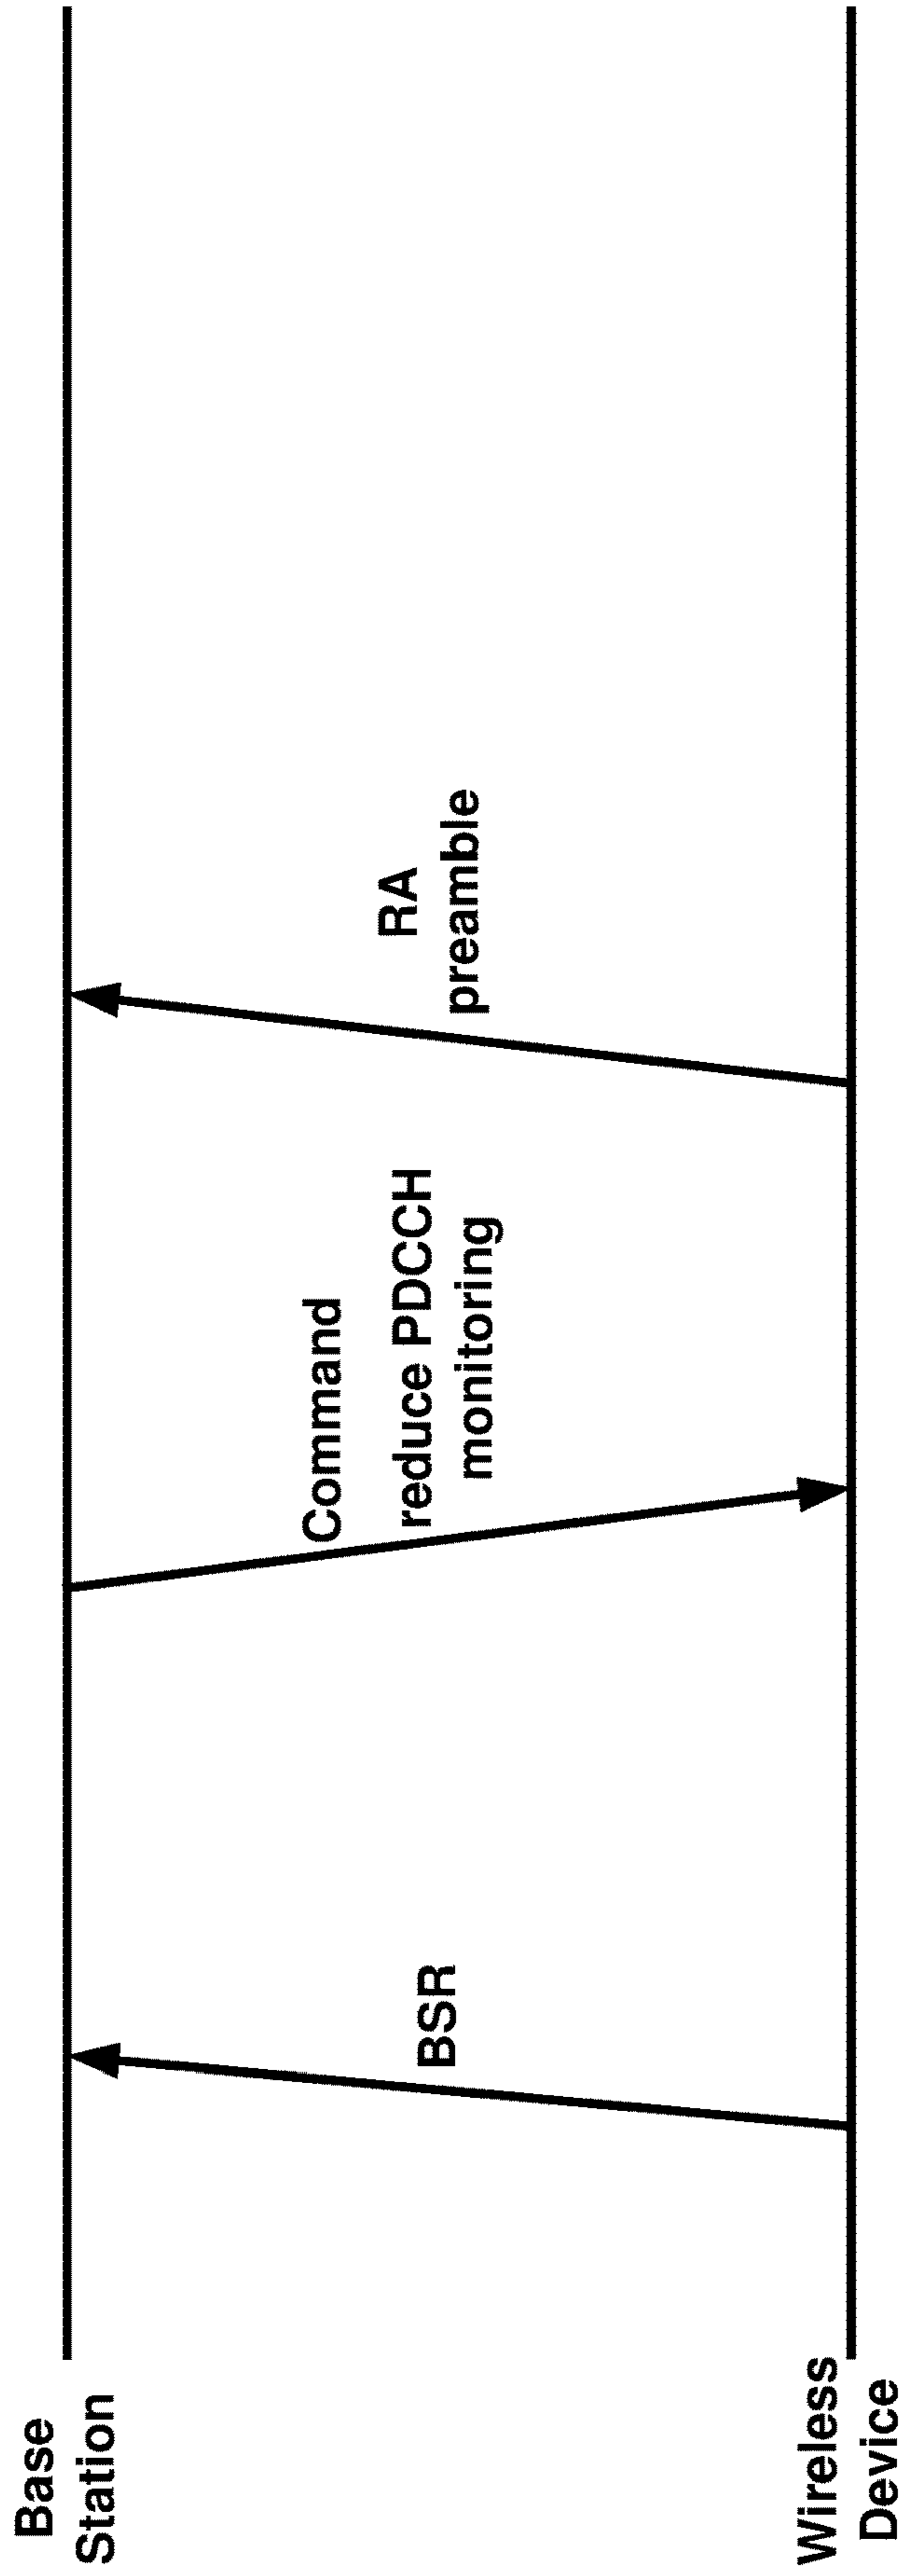 Base
Station
BSR
Command
reduce PDCCH
monitoring
RA
preamble
Wireless
Device